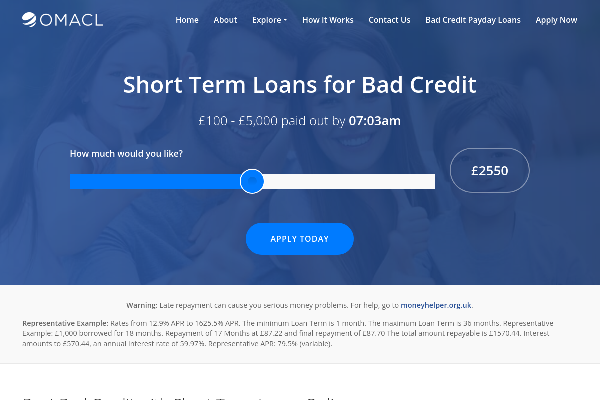 OMACL
Home About Explore How It Works Contact Us Bad Credit Payday Loans Apply Now
Short Term Loans for Bad Credit
£100 - £5,000 paid out by 07:03am
How much would you like?
£2550
APPLY TODAY
Warning: Late repayment can cause you serious money problems. For help, go to moneyhelper.org.uk.
Representative Example: Rates from 12.9% APR to 1625.5% APR. The minimum Loan Term is 1 month. The maximum Loan Term is 36 months. Representative
Example: £1,000 borrowed for 18 months. Repayment of 17 Months at £87.22 and final repayment of £87.70 The total amount repayable is £1570.44. Interest
amounts to £570.44, an annual interest rate of 59.97%. Representative APR: 79.5% (variable).